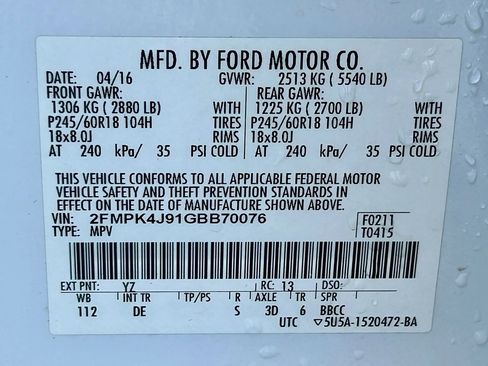 MFD. BY FORD MOTOR CO.
DATE: 04/16 GVWR: 2513 KG ( 5540 LB)
FRONT GAWR: REAR GAWR:
1306 KG ( 2880 LB) WITH 1225 KG ( 2700 LB) WITH
P245/60R18 104H TIRES P245/60R18 104H TIRES
18x8.0J RIMS 18x8.0J RIMS
AT 240 kPa/ 35 PSI COLD AT 240 kPa/ 35 PSI COLD
THIS VEHICLE CONFORMS TO ALL APPLICABLE FEDERAL MOTOR
VEHICLE SAFETY AND THEFT PREVENTION STANDARDS IN
EFFECT ON THE DATE OF MANUFACTURE SHOWN ABOVE.
VIN: 2FMPK4J91GBB70076 F0211
TYPE: MPV T0415
EXT PNT: YZ RC: 13 DSO:
WB INT TR TP/PS R AXLE TR SPR
112 DE S 3D 6 BBCC
UTC ▽5U5A-1520472-BA